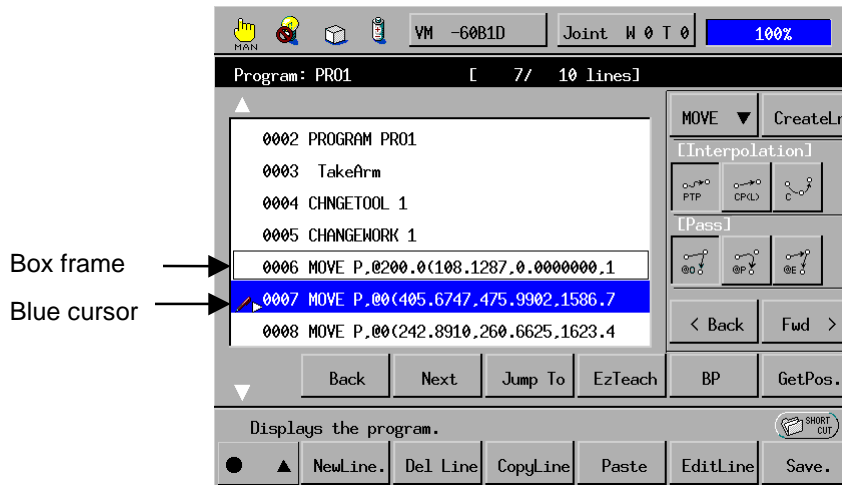 MAN
VM -60B1D
Joint W 0 T 0
100%
Program: PRO1 [ 7/ 10 lines]
MOVE ▼
CreateLn
0002 PROGRAM PRO1
0003 TakeArm
0004 CHNGETOOL 1
0005 CHANGEWORK 1
0006 MOVE P,@200.0(108.1287,0.0000000,1
0007 MOVE P,@0(405.6747,475.9902,1586.7
0008 MOVE P,@0(242.8910,260.6625,1623.4
Box frame
Blue cursor
[Interpolation]
PTP
CP(L)
C
[Pass]
@0
@P
@E
< Back
Fwd >
Back
Next
Jump To
EzTeach
BP
GetPos.
Displays the program.
SHORT
CUT
NewLine.
Del Line
CopyLine
Paste
EditLine
Save.